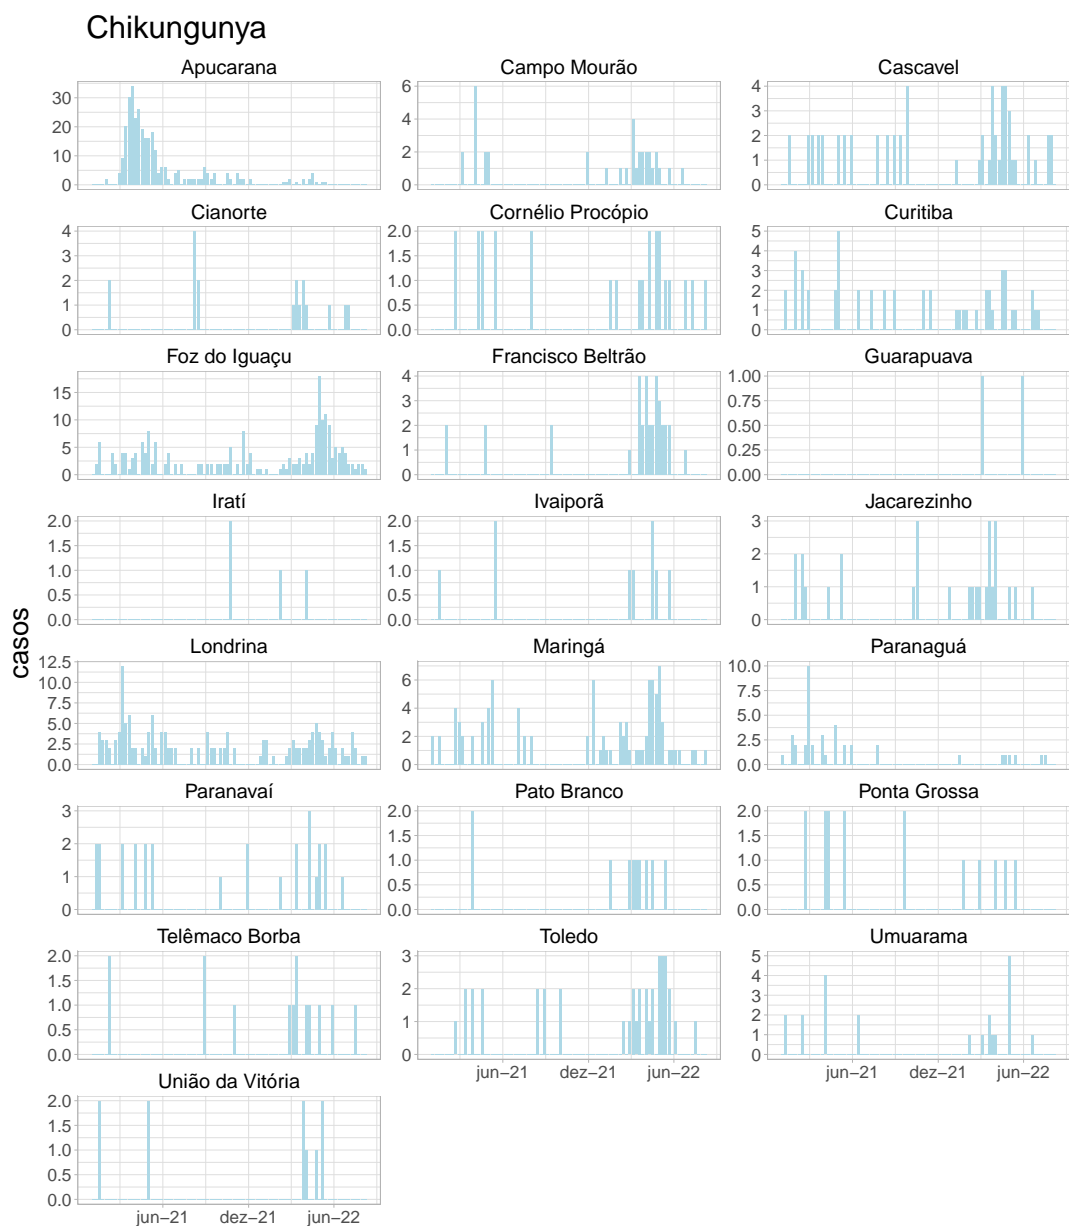 Chikungunya
Apucarana Campo Mourão Cascavel
30 20 10 0
6 4 2 0
4 3 2 1 0
Cianorte Cornélio Procópio Curitiba
4 3 2 1 0
2.0 1.5 1.0 0.5 0.0
5 4 3 2 1 0
Foz do Iguaçu Francisco Beltrão Guarapuava
15 10 5 0
4 3 2 1 0
1.00 0.75 0.50 0.25 0.00
Iratí Ivaiporã Jacarezinho
2.0 1.5 1.0 0.5 0.0
2.0 1.5 1.0 0.5 0.0
3 2 1 0
casos
Londrina Maringá Paranaguá
12.5 10.0 7.5 5.0 2.5 0.0
6 4 2 0
10.0 7.5 5.0 2.5 0.0
Paranavaí Pato Branco Ponta Grossa
3 2 1 0
2.0 1.5 1.0 0.5 0.0
2.0 1.5 1.0 0.5 0.0
Telêmaco Borba Toledo Umuarama
2.0 1.5 1.0 0.5 0.0
3 2 1 0
5 4 3 2 1 0
jun–21 dez–21 jun–22 jun–21 dez–21 jun–22
União da Vitória
2.0 1.5 1.0 0.5 0.0
jun–21 dez–21 jun–22